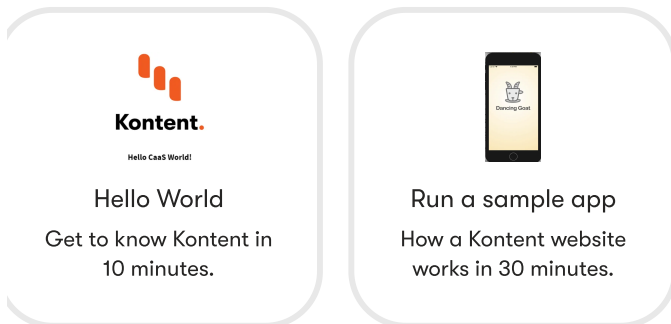 Kontent.
Hello CaaS World!
Hello World
Get to know Kontent in
10 minutes.
Dancing Goat
Run a sample app
How a Kontent website
works in 30 minutes.